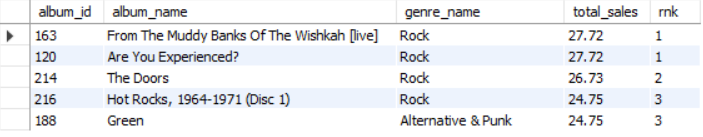 album_id album_name genre_name total_sales rnk
163 From The Muddy Banks Of The Wishkah [live] Rock 27.72 1
120 Are You Experienced? Rock 27.72 1
214 The Doors Rock 26.73 2
216 Hot Rocks, 1964-1971 (Disc 1) Rock 24.75 3
188 Green Alternative & Punk 24.75 3